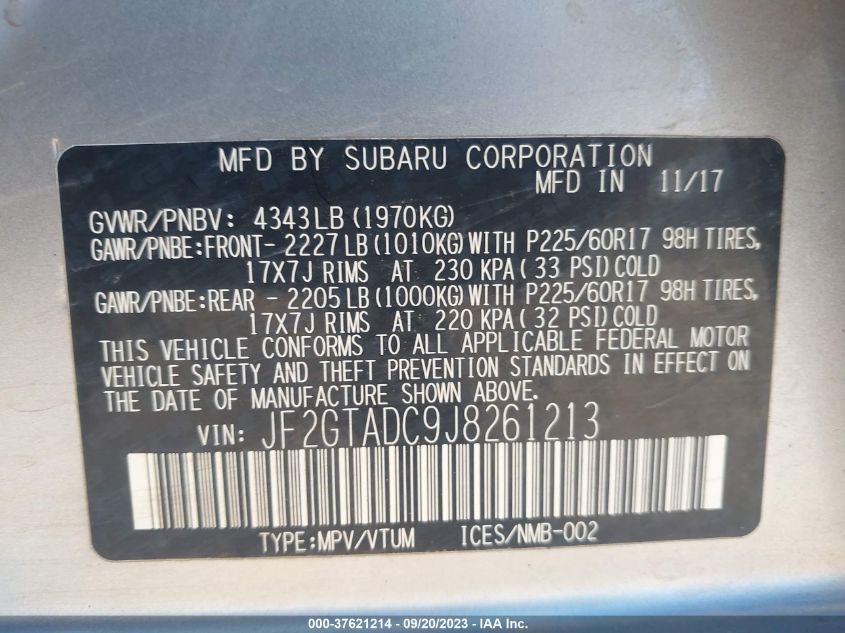 MFD BY SUBARU CORPORATION
MFD IN 11/17
GVWR/PNBV: 4343LB (1970KG)
GAWR/PNBE:FRONT- 2227LB (1010KG) WITH P225/60R17 98H TIRES,
17X7J RIMS AT 230 KPA( 33 PSI)COLD
GAWR/PNBE:REAR - 2205LB (1000KG) WITH P225/60R17 98H TIRES,
17X7J RIMS AT 220 KPA( 32 PSI)COLD
THIS VEHICLE CONFORMS TO ALL APPLICABLE FEDERAL MOTOR
VEHICLE SAFETY AND THEFT PREVENTION STANDARDS IN EFFECT ON
THE DATE OF MANUFACTURE SHOWN ABOVE.
VIN: JF2GTADC9J8261213
TYPE:MPV/VTUM ICES/NMB-002
000-37621214 - 09/20/2023 - IAA Inc.